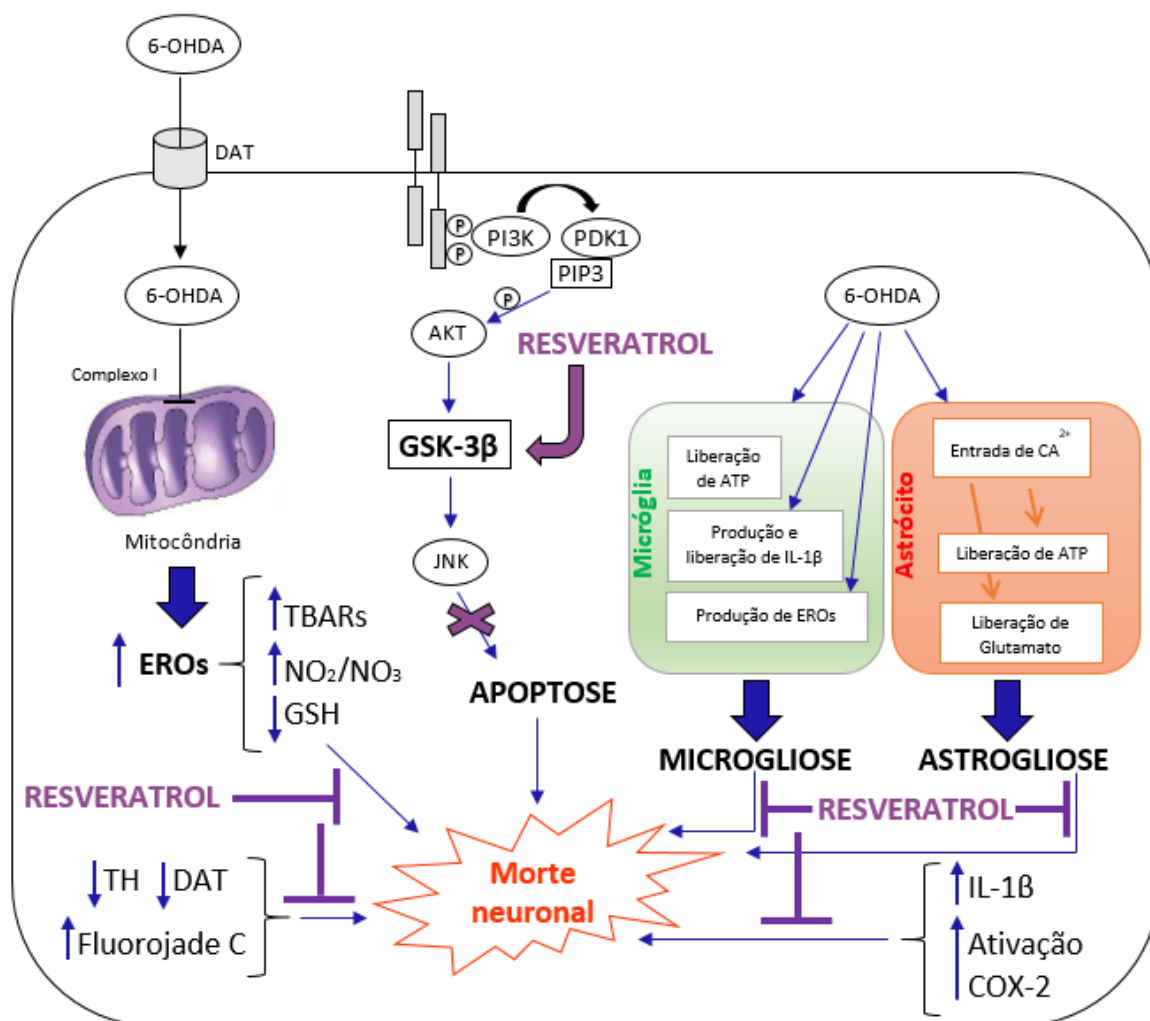 6-OHDA
DAT
6-OHDA
P
P
PI3K
PDK1
PIP3
P
AKT
RESVERATROL
GSK-3β
JNK
APOPTOSE
Complexo I
Mitocôndria
EROs
TBARs
NO₂/NO₃
GSH
RESVERATROL
TH
DAT
Fluorojade C
Morte
neuronal
6-OHDA
Micróglia
Liberação
de ATP
Produção e
liberação de IL-1β
Produção de EROs
MICROGLIOSE
Astrócito
Entrada de CA²⁺
Liberação de ATP
Liberação de
Glutamato
ASTROGLIOSE
RESVERATROL
IL-1ß
Ativação
COX-2